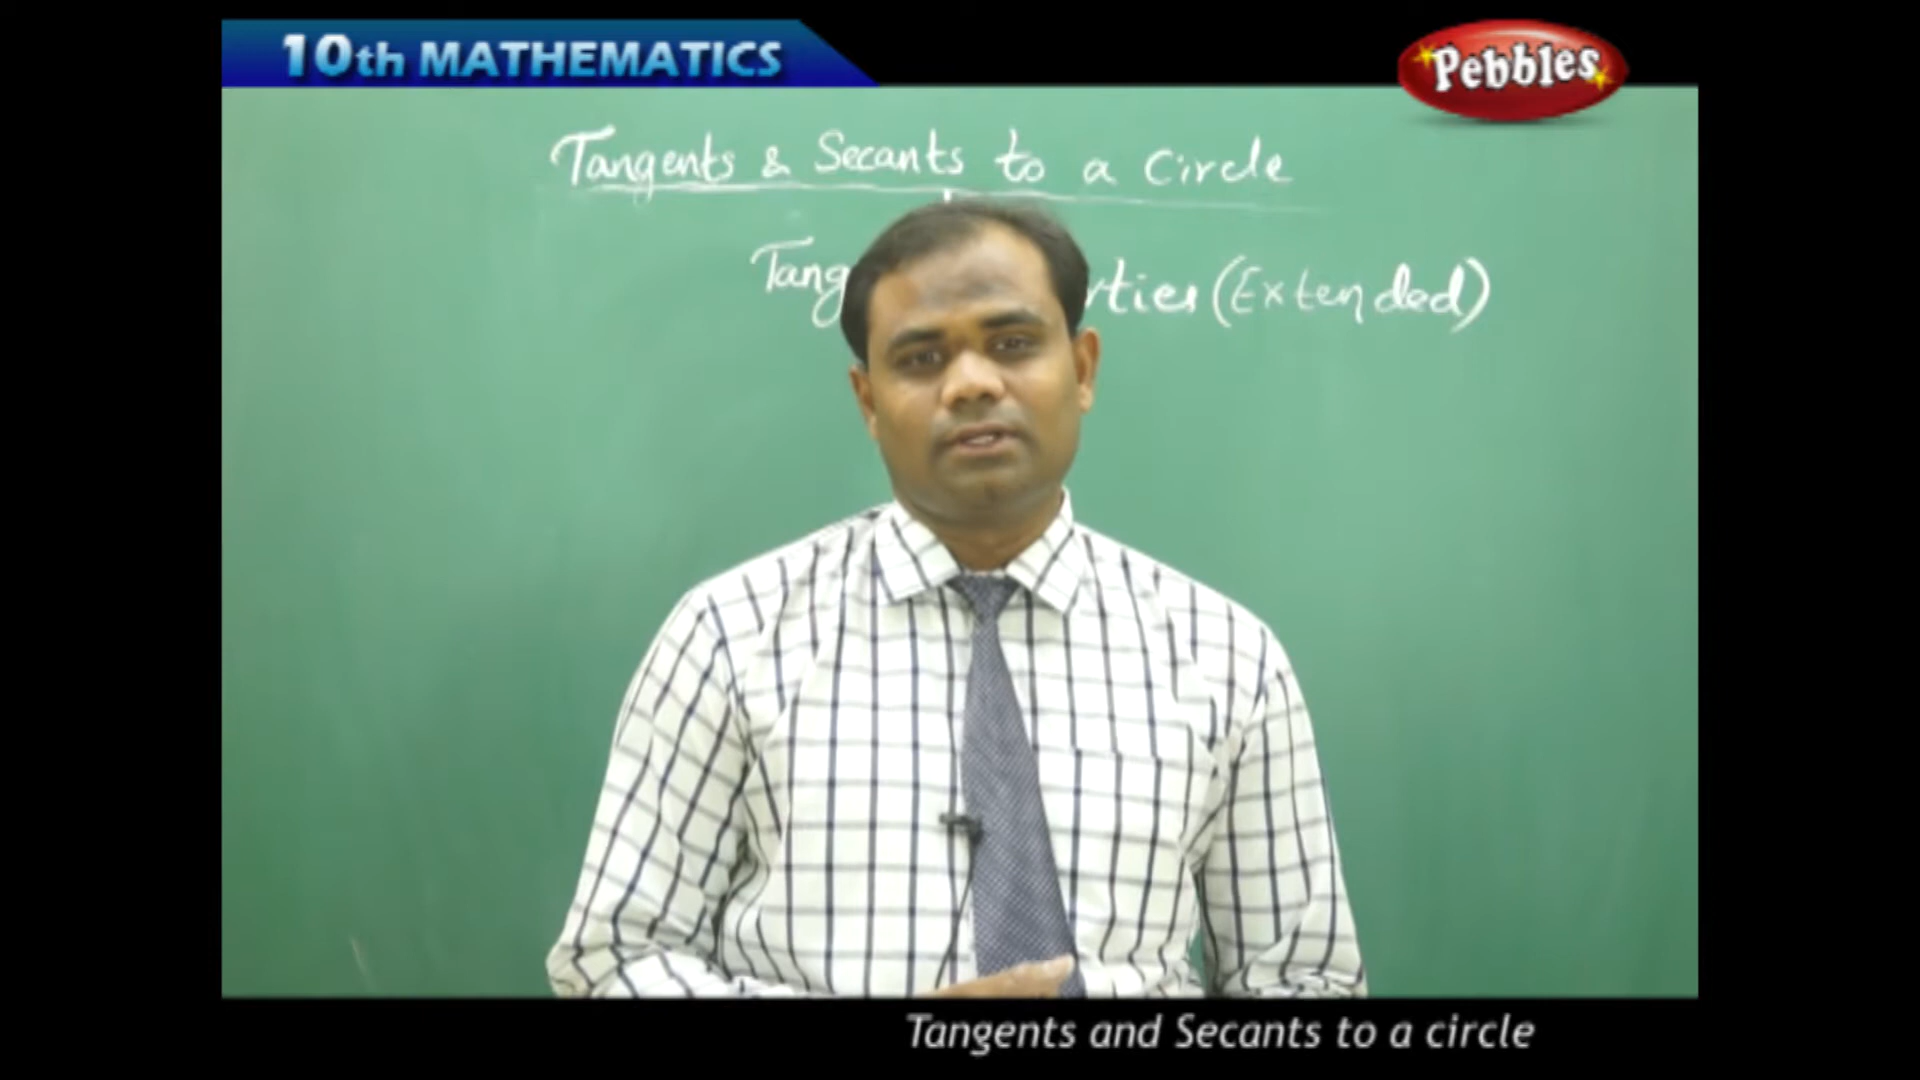 10th MATHEMATICS
Pebbles
Tangents & Secants to a Circle
Tang rties (Extended)
Tangents and Secants to a circle